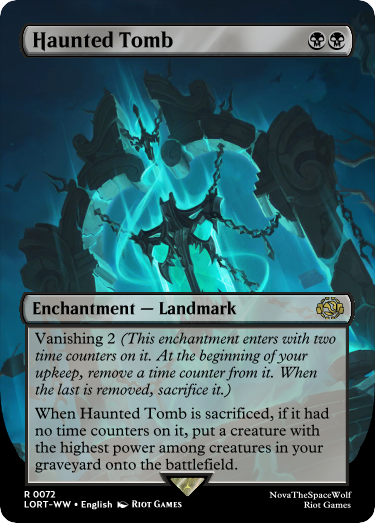 Haunted Tomb
Enchantment — Landmark
Vanishing 2 (This enchantment enters with two
time counters on it. At the beginning of your
upkeep, remove a time counter from it. When
the last is removed, sacrifice it.)
When Haunted Tomb is sacrificed, if it had
no time counters on it, put a creature with
the highest power among creatures in your
graveyard onto the battlefield.
R 0072
LORT-WW • English Riot Games
NovaTheSpaceWolf
Riot Games